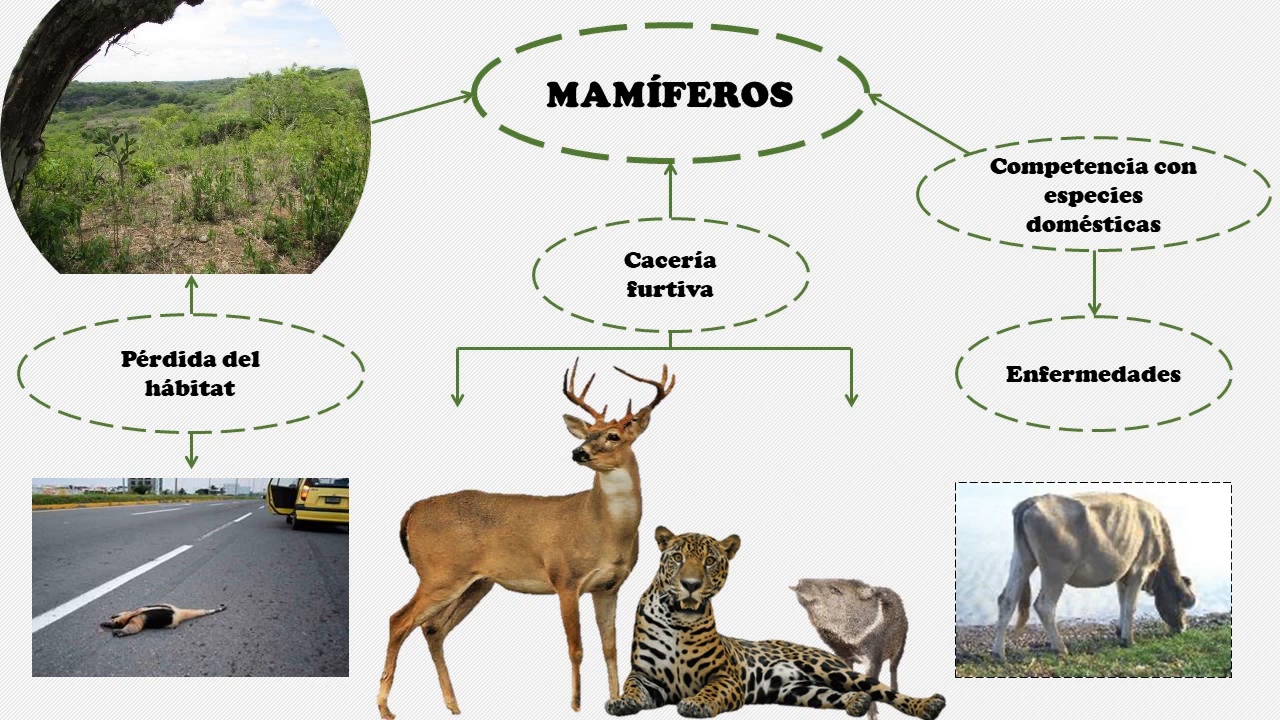 MAMÍFEROS
Competencia con
especies
domésticas
Cacería
furtiva
Pérdida del
hábitat
Enfermedades